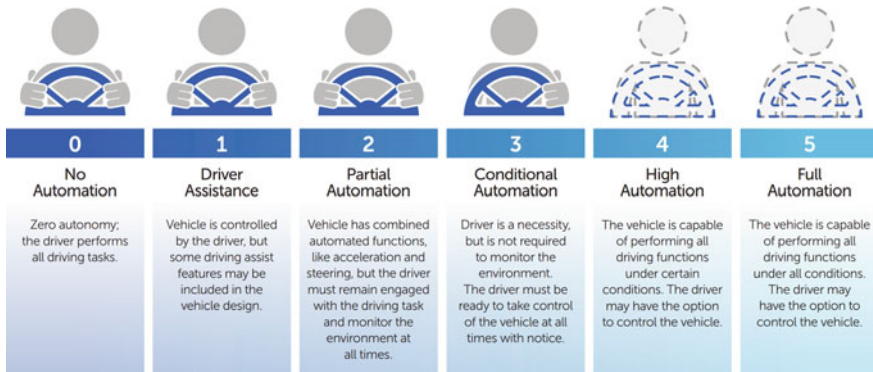 0
No
Automation
Zero autonomy;
the driver performs
all driving tasks.
1
Driver
Assistance
Vehicle is controlled
by the driver, but
some driving assist
features may be
included in the
vehicle design.
2
Partial
Automation
Vehicle has combined
automated functions,
like acceleration and
steering, but the driver
must remain engaged
with the driving task
and monitor the
environment at
all times.
3
Conditional
Automation
Driver is a necessity,
but is not required
to monitor the
environment.
The driver must be
ready to take control
of the vehicle at all
times with notice.
4
High
Automation
The vehicle is capable
of performing all
driving functions
under certain
conditions. The driver
may have the option
to control the vehicle.
5
Full
Automation
The vehicle is capable
of performing all
driving functions
under all conditions.
The driver may
have the option to
control the vehicle.